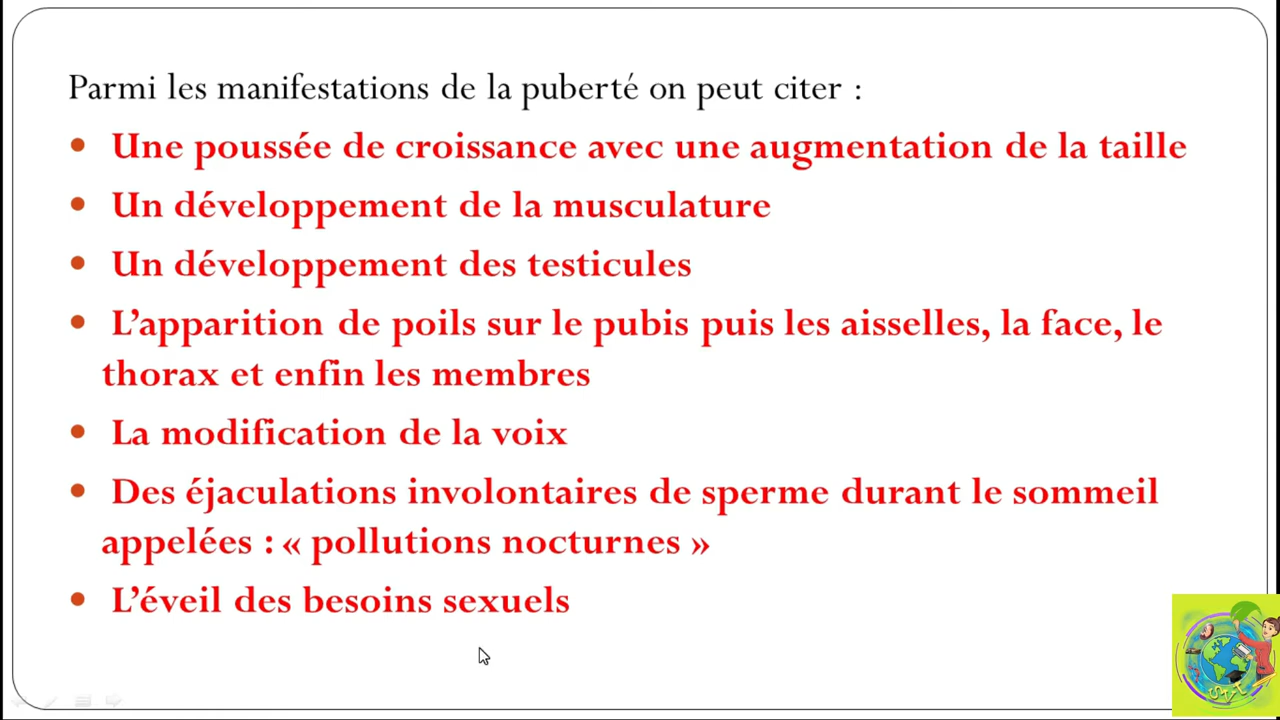 Parmi les manifestations de la puberté on peut citer :
• Une poussée de croissance avec une augmentation de la taille
• Un développement de la musculature
• Un développement des testicules
• L’apparition de poils sur le pubis puis les aisselles, la face, le
thorax et enfin les membres
• La modification de la voix
• Des éjaculations involontaires de sperme durant le sommeil
appelées : « pollutions nocturnes »
• L’éveil des besoins sexuels
SVT